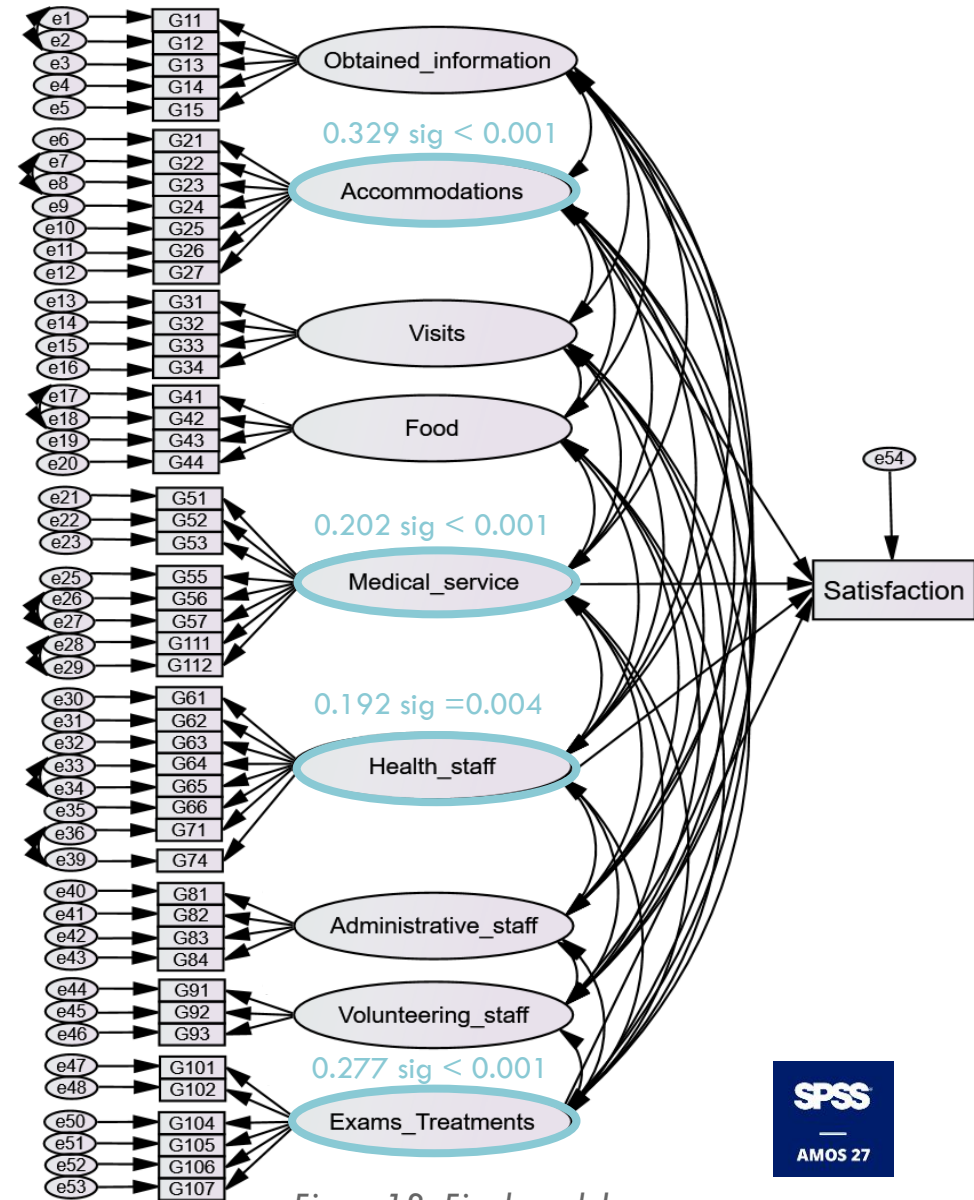 e1 G11
e2 G12
e3 G13
e4 G14
e5 G15
Obtained_information
0.329 sig < 0.001
e6 G21
e7 G22
e8 G23
e9 G24
e10 G25
e11 G26
e12 G27
Accommodations
e13 G31
e14 G32
e15 G33
e16 G34
Visits
e17 G41
e18 G42
e19 G43
e20 G44
Food
e21 G51
e22 G52
e23 G53
0.202 sig < 0.001
e25 G55
e26 G56
e27 G57
e28 G111
e29 G112
Medical_service
e54
Satisfaction
e30 G61
e31 G62
e32 G63
e33 G64
e34 G65
e35 G66
e36 G71
e39 G74
0.192 sig =0.004
Health_staff
e40 G81
e41 G82
e42 G83
e43 G84
Administrative_staff
e44 G91
e45 G92
e46 G93
Volunteering_staff
0.277 sig < 0.001
e47 G101
e48 G102
e50 G104
e51 G105
e52 G106
e53 G107
Exams_Treatments
SPSS
AMOS 27